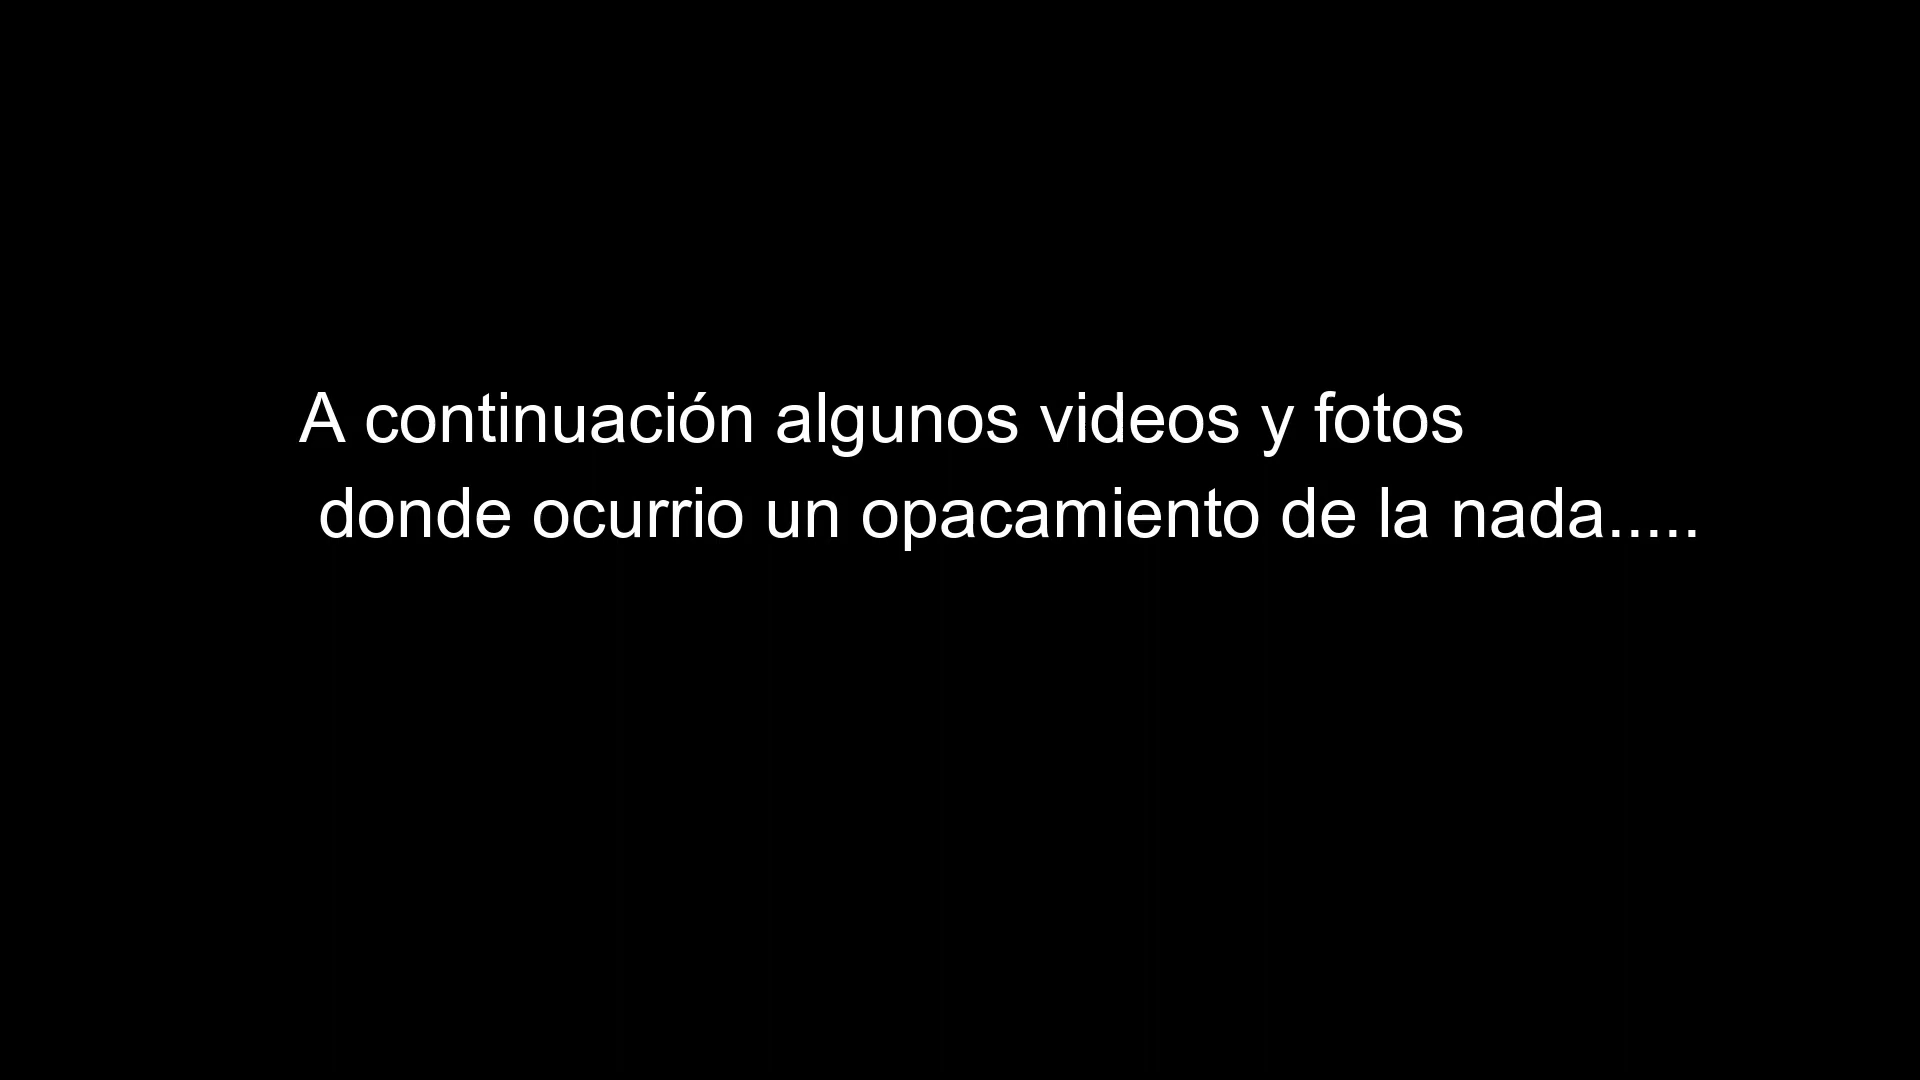 A continuación algunos videos y fotos
donde ocurrio un opacamiento de la nada.....